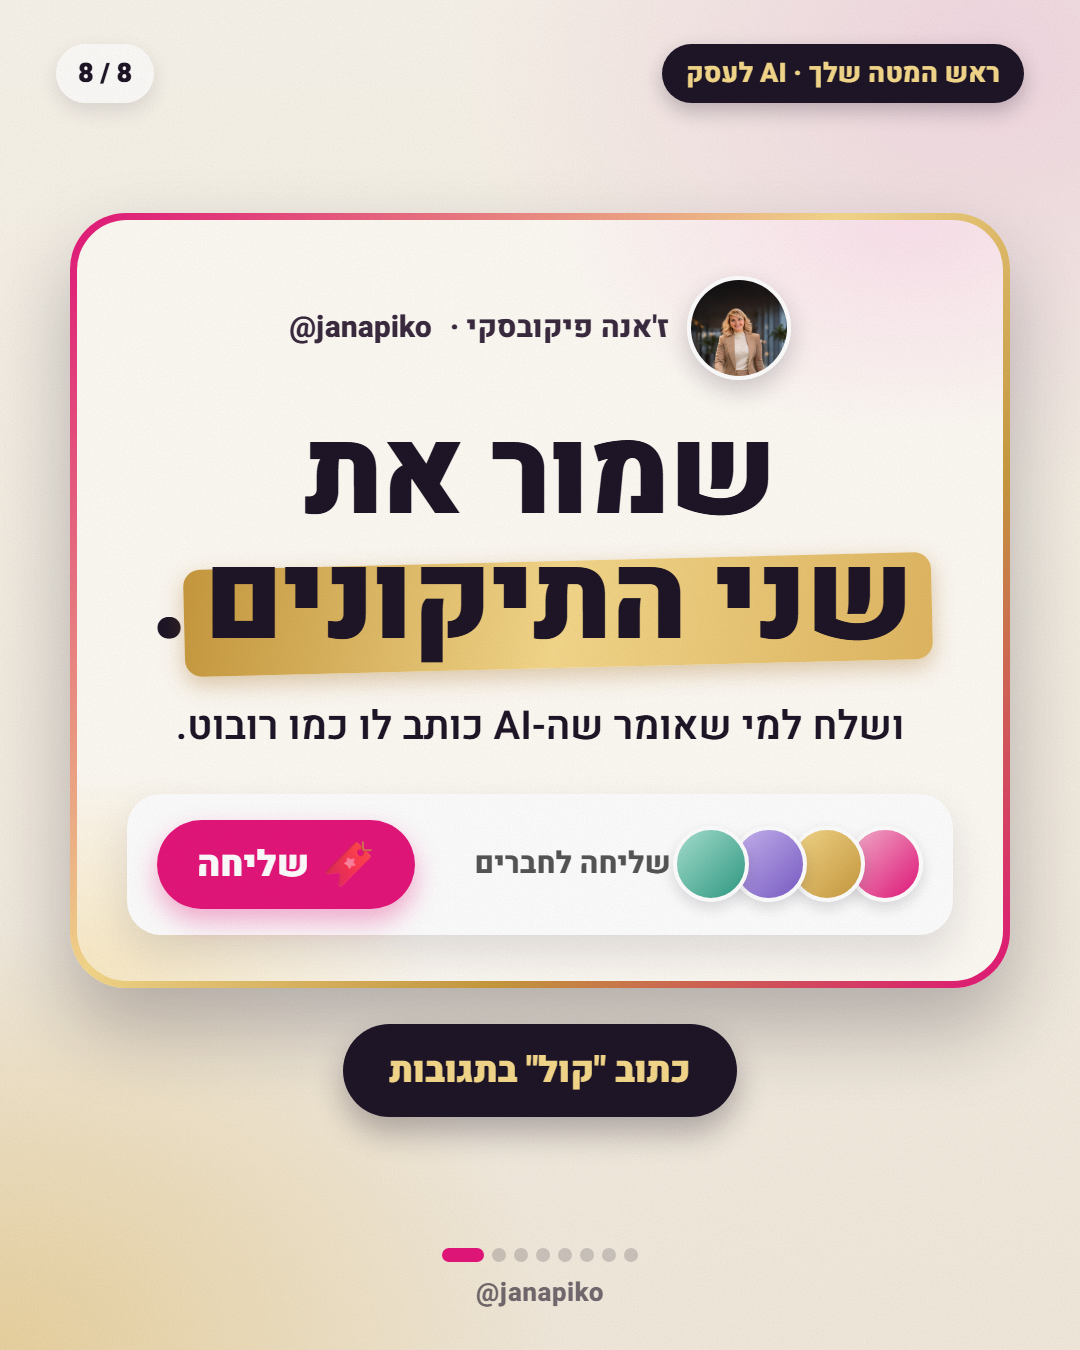 ראש המטה שלך · AI לעסק
8 / 8
ז'אנה פיקובסקי · @janapiko
שמור את
שני התיקונים.
ושלח למי שאומר שה-AI כותב לו כמו רובוט.
שליחה לחברים
שליחה
כתוב "קול" בתגובות
@janapiko